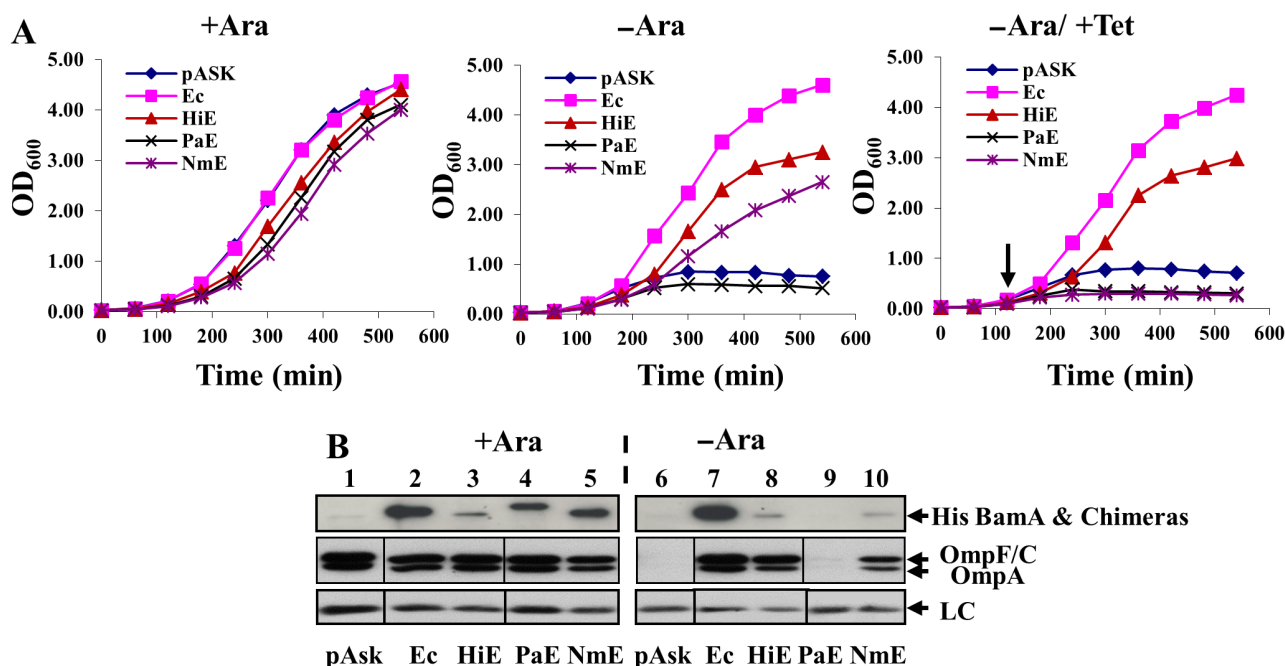 A
+Ara
5.00
4.00
3.00
2.00
1.00
0.00
OD600
pASK
Ec
HiE
PaE
NmE
0 100 200 300 400 500 600
Time (min)
–Ara
5.00
4.00
3.00
2.00
1.00
0.00
OD600
pASK
Ec
HiE
PaE
NmE
0 100 200 300 400 500 600
Time (min)
–Ara/ +Tet
5.00
4.00
3.00
2.00
1.00
0.00
OD600
pASK
Ec
HiE
PaE
NmE
0 100 200 300 400 500 600
Time (min)
B
+Ara –Ara
1 2 3 4 5 6 7 8 9 10
His BamA & Chimeras
OmpF/C
OmpA
LC
pAsk Ec HiE PaE NmE pAsk Ec HiE PaE NmE